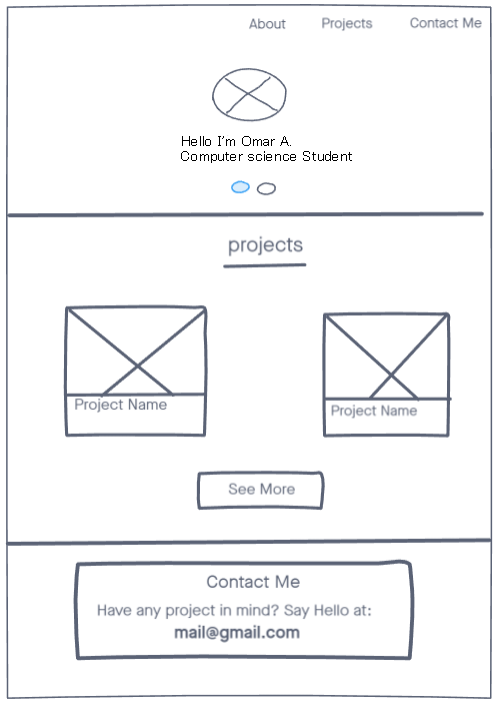 About Projects Contact Me
Hello I'm Omar A.
Computer science Student
projects
Project Name
Project Name
See More
Contact Me
Have any project in mind? Say Hello at:
mail@gmail.com